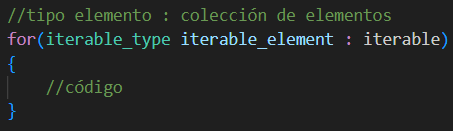 //tipo elemento : colección de elementos
for(iterable_type iterable_element : iterable)
{
//código
}